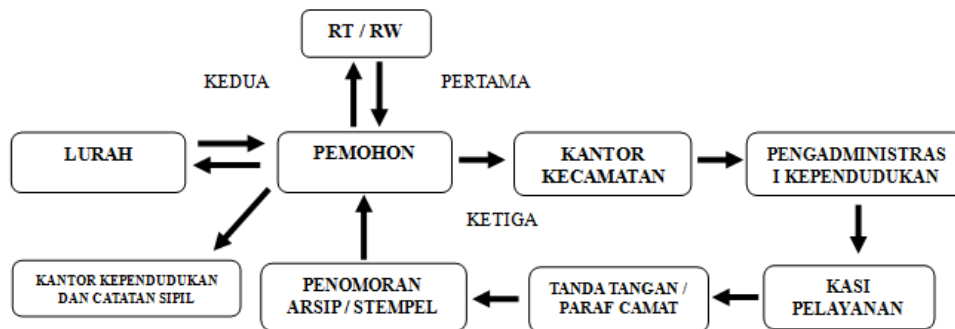 RT / RW
KEDUA
PERTAMA
LURAH
PEMOHON
KANTOR
KECAMATAN
PENGADMINISTRAS
I KEPENDUDUKAN
KETIGA
KANTOR KEPENDUDUKAN
DAN CATATAN SIPIL
PENOMORAN
ARSIP / STEMPEL
TANDA TANGAN /
PARAF CAMAT
KASI
PELAYANAN